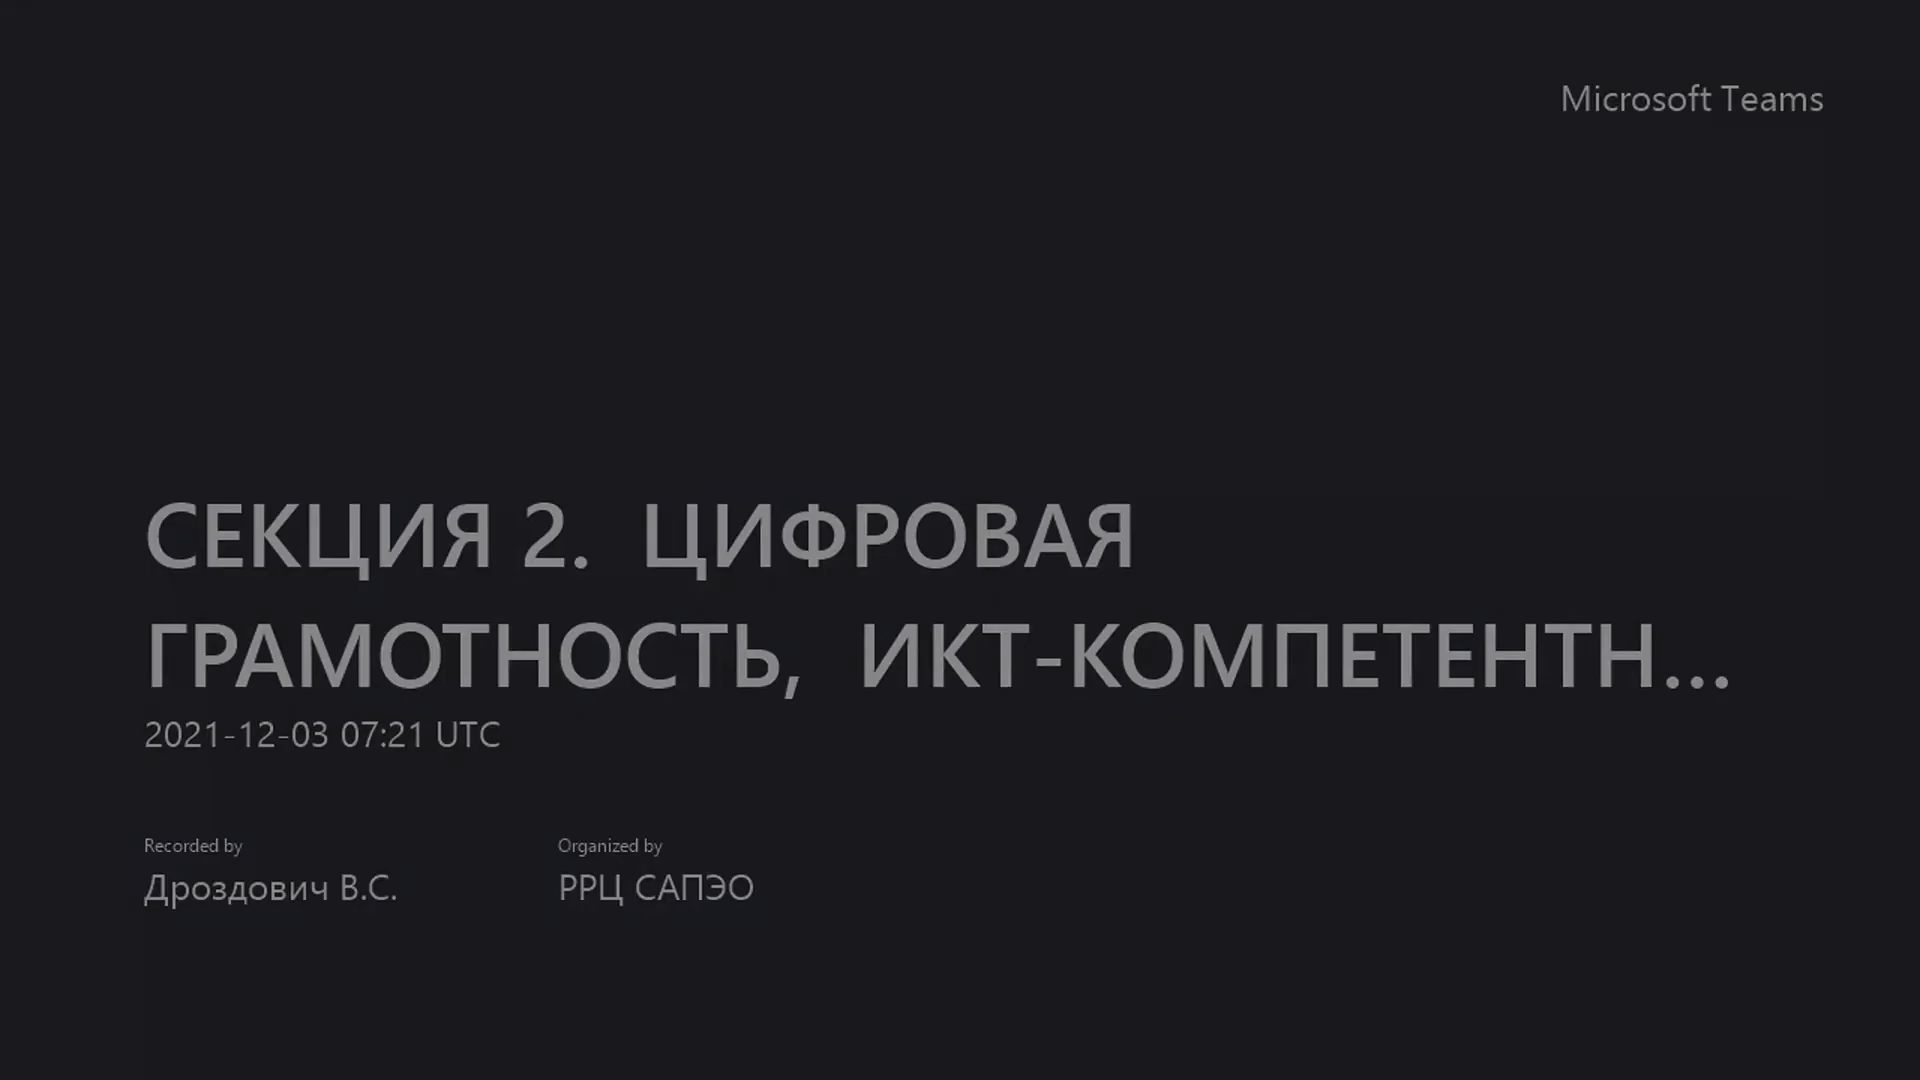 Microsoft Teams
СЕКЦИЯ 2.  ЦИФРОВАЯ
ГРАМОТНОСТЬ,  ИКТ-КОМПЕТЕНТН...
2021-12-03 07:21 UTC
Recorded by
Дроздович В.С.
Organized by
РРЦ САПЭО